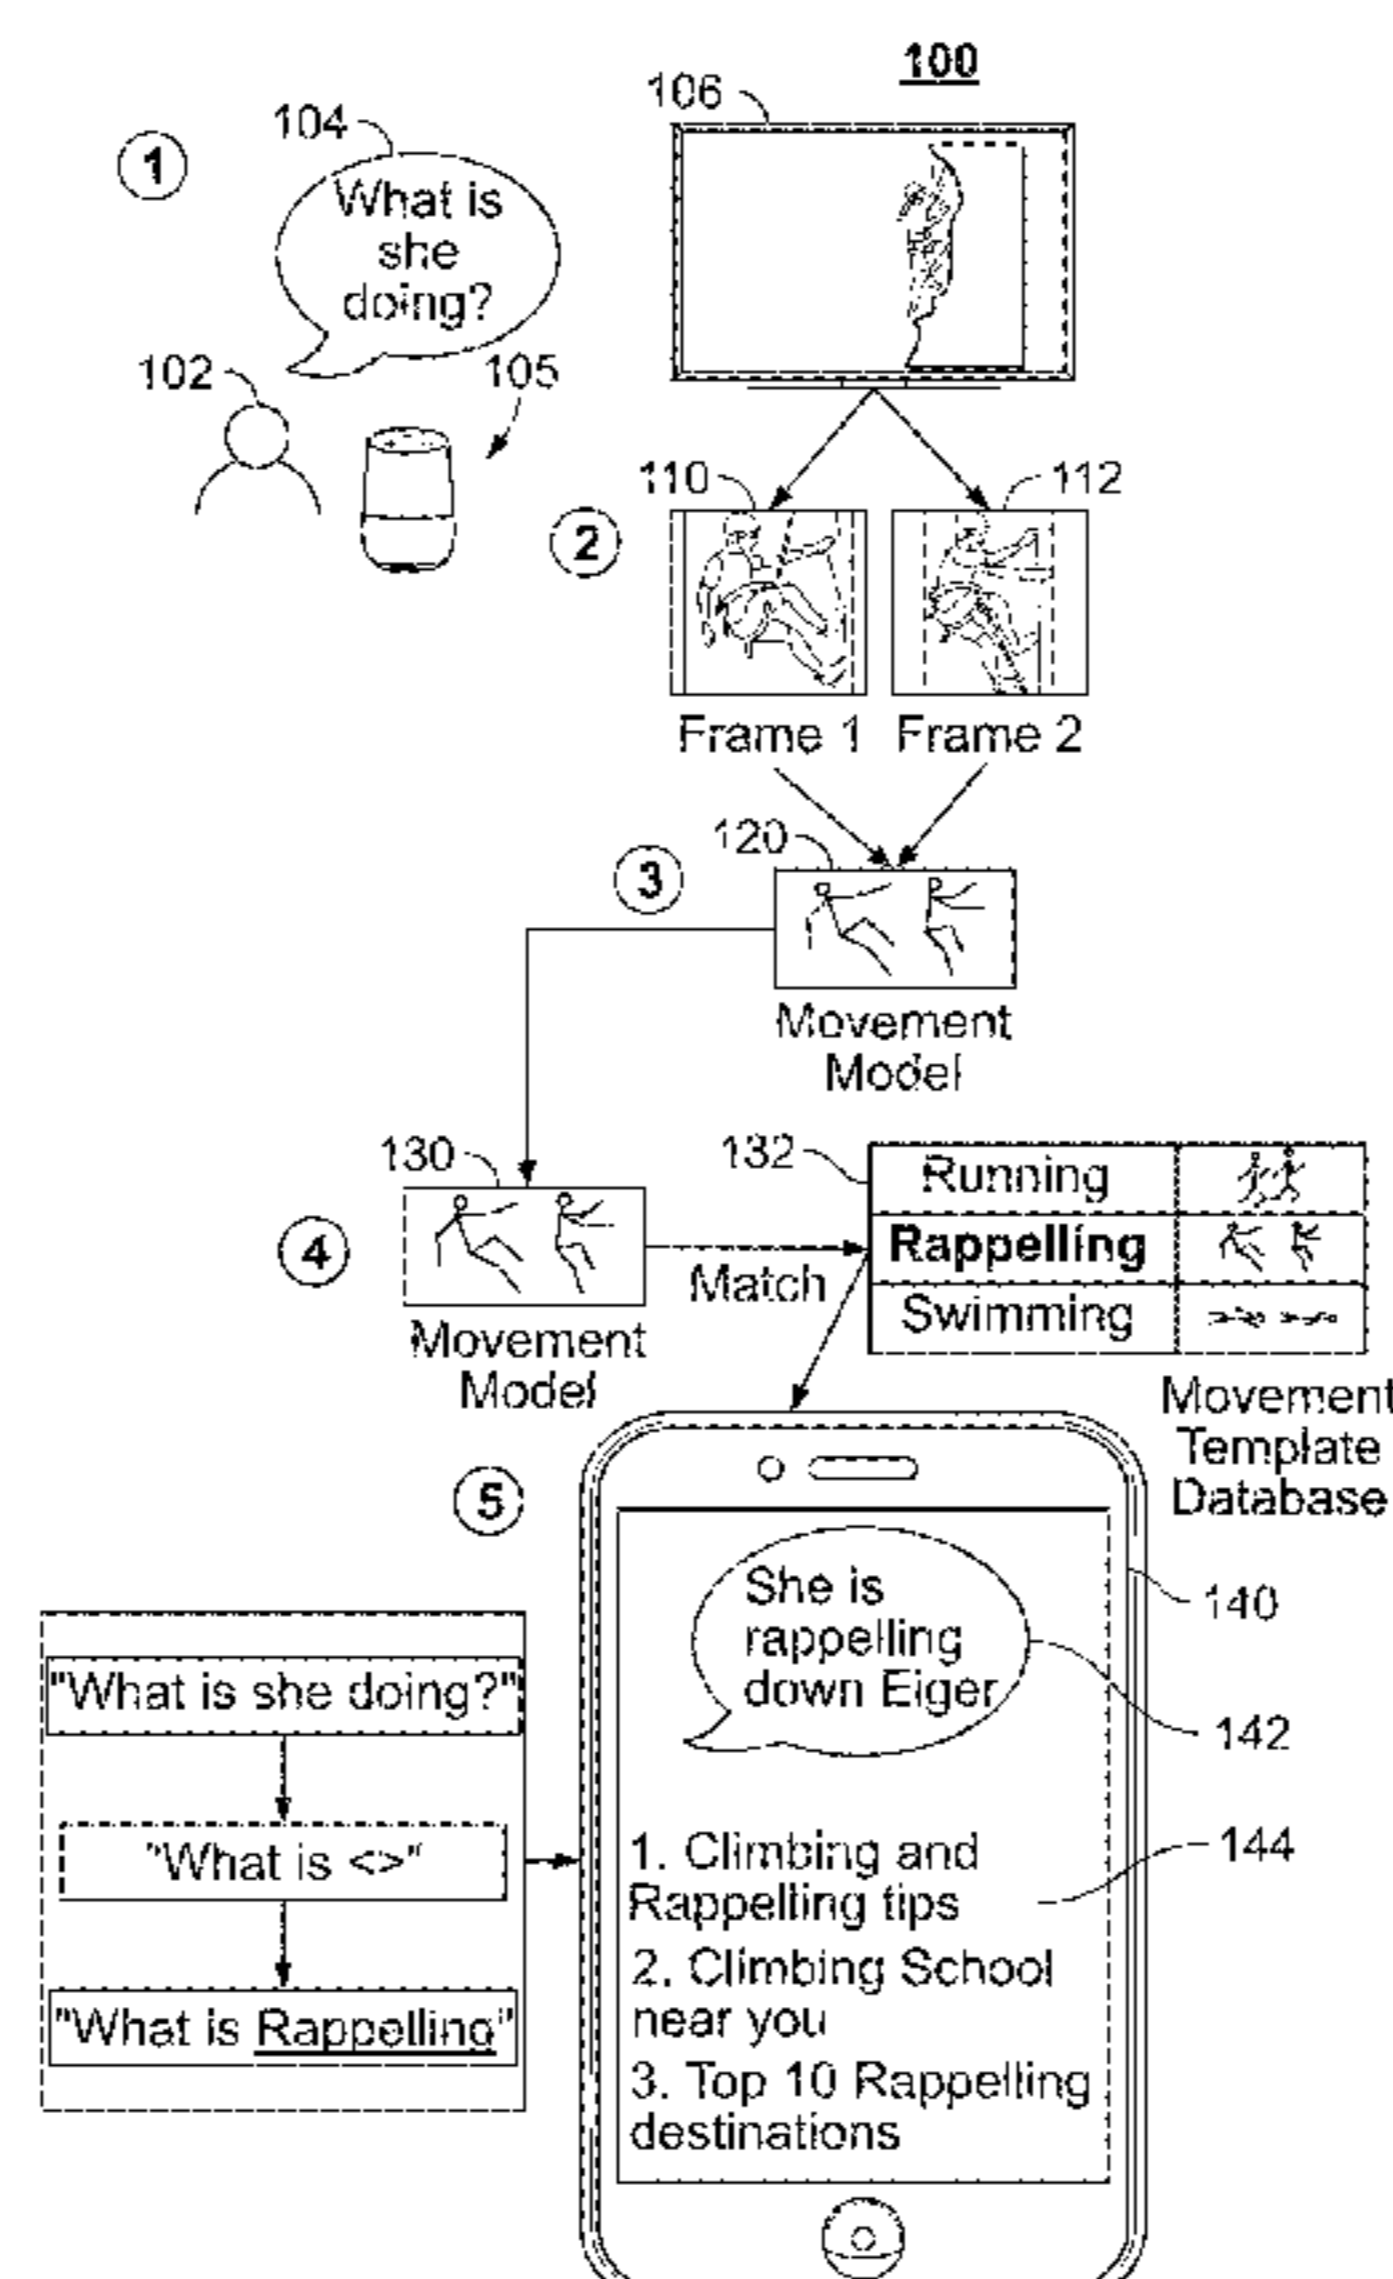 100
106
104
1
What is
she
doing?
102
105
110
112
2
Frame 1
Frame 2
120
3
Movement
Model
130
132
Running
4
Rappelling
Match
Swimming
Movement
Model
Movement
Template
Database
5
She is
rappelling
down Eiger
140
142
"What is she doing?"
"What is <>"
"What is Rappelling"
1. Climbing and
Rappelling tips
144
2. Climbing School
near you
3. Top 10 Rappelling
destinations